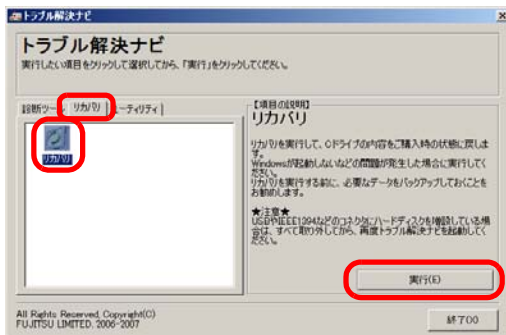 トラブル解決ナビ
トラブル解決ナビ
実行したい項目をクリックして選択してから、「実行」をクリックしてください。
診断ツール リカバリ ユーティリティ
リカバリ
【項目の説明】
リカバリ
リカバリを実行して、Cドライブの内容をご購入時の状態に戻しま
す。
Windowsが起動しないなどの問題が発生した場合に実行してく
ださい。
リカバリを実行する前に、必要なデータをバックアップしておくことを
お勧めします。
★注意★
USBやIEEE1394などのコネクタにハードディスクを増設している場
合は、すべて取り外してから、再度トラブル解決ナビを起動してく
ださい。
実行(E)
All Rights Reserved, Copyright(C)
FUJITSU LIMITED. 2006-2007
終了(X)